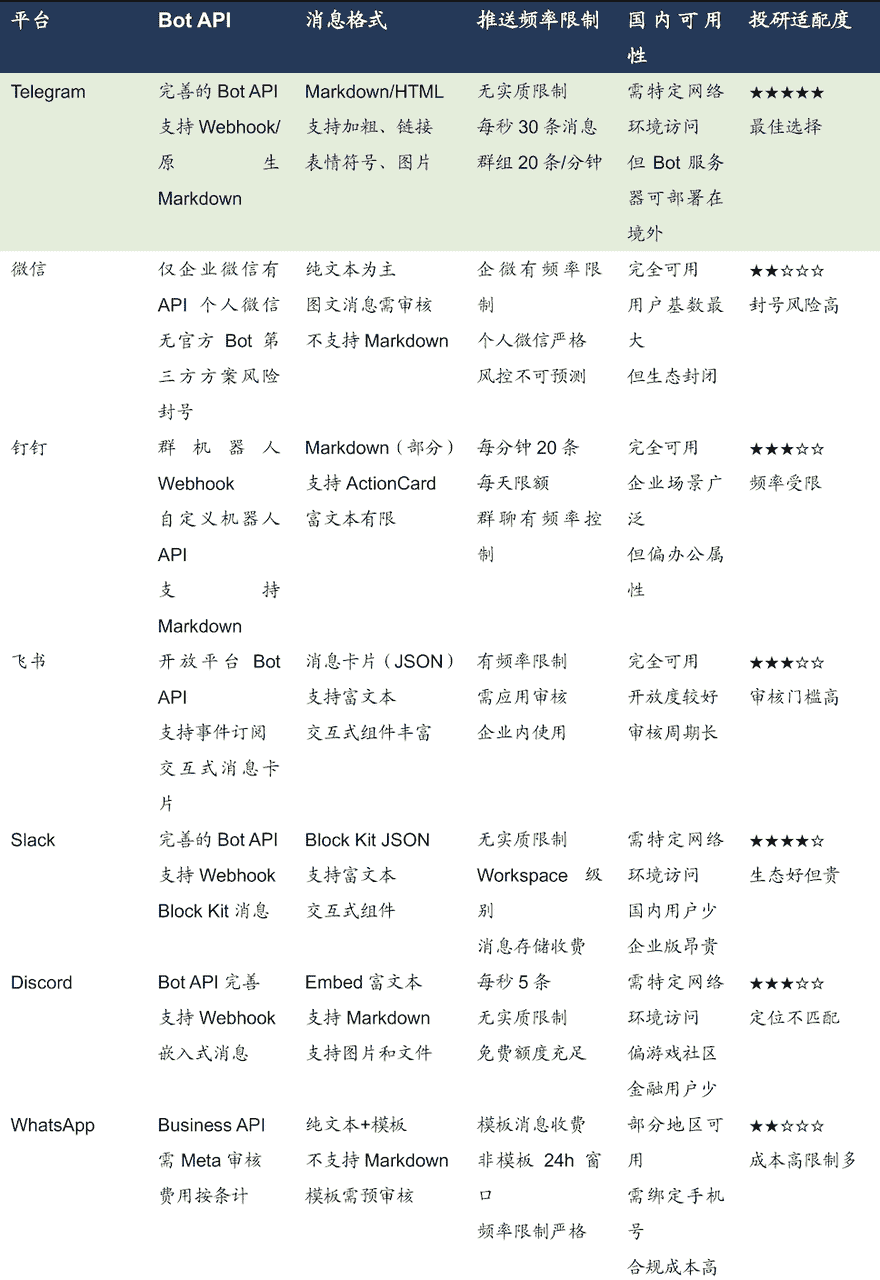 平台 Bot API 消息格式 推送频率限制 国内可用性 投研适配度
Telegram
完善的 Bot API
支持 Webhook/
原生
Markdown
Markdown/HTML
支持加粗、链接
表情符号、图片
无实质限制
每秒 30 条消息
群组 20 条/分钟
需特定网络
环境访问
但 Bot 服务
器可部署在
境外
★★★★★
最佳选择
微信
仅企业微信有
API 个人微信
无官方 Bot 第
三方方案风险
封号
纯文本为主
图文消息需审核
不支持 Markdown
企微有频率限
制
个人微信严格
风控不可预测
完全可用
用户基数最
大
但生态封闭
★★☆☆☆
封号风险高
钉钉
群机器人
Webhook
自定义机器人
API
支持
Markdown
Markdown（部分）
支持 ActionCard
富文本有限
每分钟 20 条
每天限额
群聊有频率控
制
完全可用
企业场景广
泛
但偏办公属
性
★★★☆☆
频率受限
飞书
开放平台 Bot
API
支持事件订阅
交互式消息卡
片
消息卡片（JSON）
支持富文本
交互式组件丰富
有频率限制
需应用审核
企业内使用
完全可用
开放度较好
审核周期长
★★★☆☆
审核门槛高
Slack
完善的 Bot API
支持 Webhook
Block Kit 消息
Block Kit JSON
支持富文本
交互式组件
无实质限制
Workspace 级
别
消息存储收费
需特定网络
环境访问
国内用户少
企业版昂贵
★★★★☆
生态好但贵
Discord
Bot API 完善
支持 Webhook
嵌入式消息
Embed 富文本
支持 Markdown
支持图片和文件
每秒 5 条
无实质限制
免费额度充足
需特定网络
环境访问
偏游戏社区
金融用户少
★★★☆☆
定位不匹配
WhatsApp
Business API
需 Meta 审核
费用按条计
纯文本+模板
不支持 Markdown
模板需预审核
模板消息收费
非模板 24h 窗
口
频率限制严格
部分地区可
用
需绑定手机
号
合规成本高
★★☆☆☆
成本高限制多